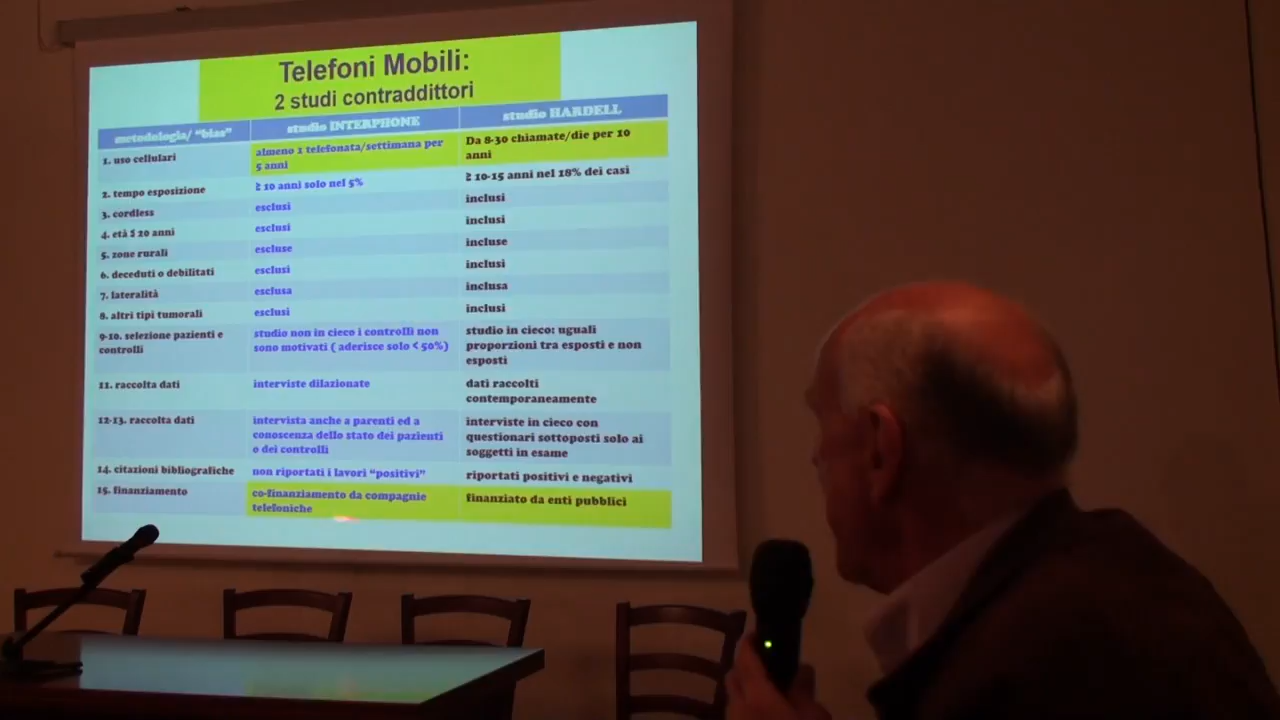 Telefoni Mobili:
2 studi contraddittori
metodologia/ "bias" studio INTERPHONE studio HARDELL
1. uso cellulari
almeno 1 telefonata/settimana per
5 anni
Da 8-30 chiamate/die per 10
anni
2. tempo esposizione
≥ 10 anni solo nel 5%
≥ 10-15 anni nel 18% dei casi
3. cordless
esclusi
inclusi
4. età ≤ 20 anni
esclusi
inclusi
5. zone rurali
escluse
incluse
6. deceduti o debilitati
esclusi
inclusi
7. lateralità
esclusa
inclusa
8. altri tipi tumorali
esclusi
inclusi
9-10. selezione pazienti e
controlli
studio non in cieco i controlli non
sono motivati ( aderisce solo < 50%)
studio in cieco: uguali
proporzioni tra esposti e non
esposti
11. raccolta dati
interviste dilazionate
dati raccolti
contemporaneamente
12-13. raccolta dati
intervista anche a parenti ed a
conoscenza dello stato dei pazienti
o dei controlli
interviste in cieco con
questionari sottoposti solo ai
soggetti in esame
14. citazioni bibliografiche
non riportati i lavori "positivi"
riportati positivi e negativi
15. finanziamento
co-finanziamento da compagnie
telefoniche
finanziato da enti pubblici